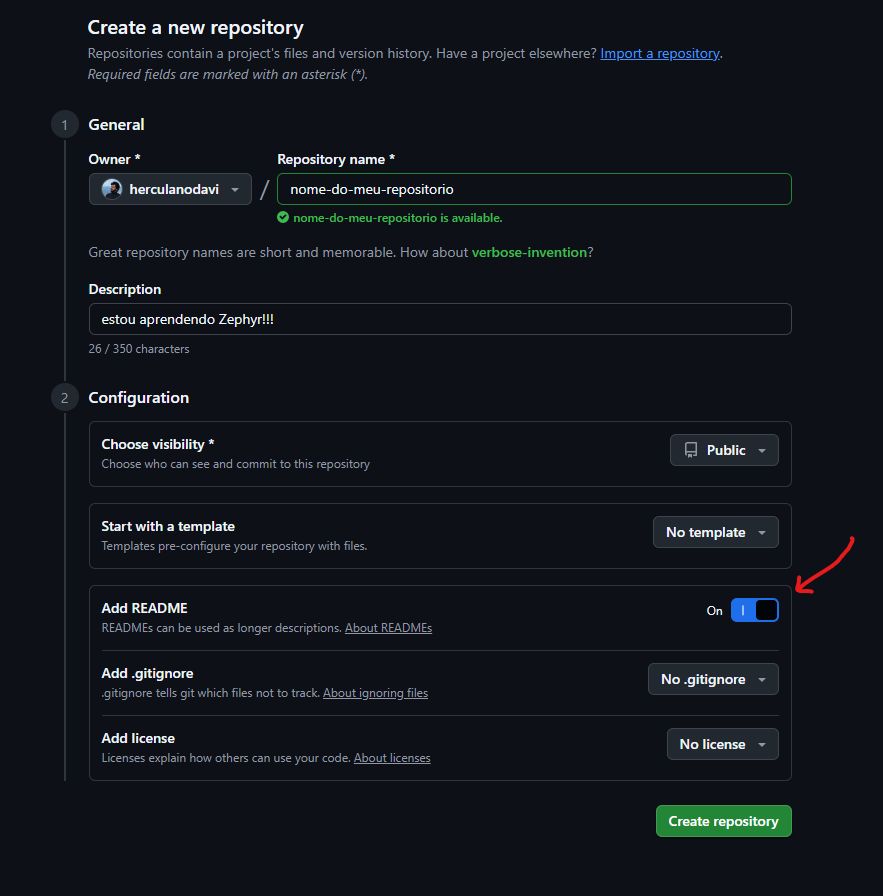 Create a new repository
Repositories contain a project's files and version history. Have a project elsewhere? Import a repository.
Required fields are marked with an asterisk (*).
1 General
Owner * Repository name *
herculanodavi / nome-do-meu-repositorio
nome-do-meu-repositorio is available.
Great repository names are short and memorable. How about verbose-invention?
Description
estou aprendendo Zephyr!!!
26 / 350 characters
2 Configuration
Choose visibility *
Choose who can see and commit to this repository
Public
Start with a template
Templates pre-configure your repository with files.
No template
Add README
READMEs can be used as longer descriptions. About READMEs
On
Add .gitignore
.gitignore tells git which files not to track. About ignoring files
No .gitignore
Add license
Licenses explain how others can use your code. About licenses
No license
Create repository